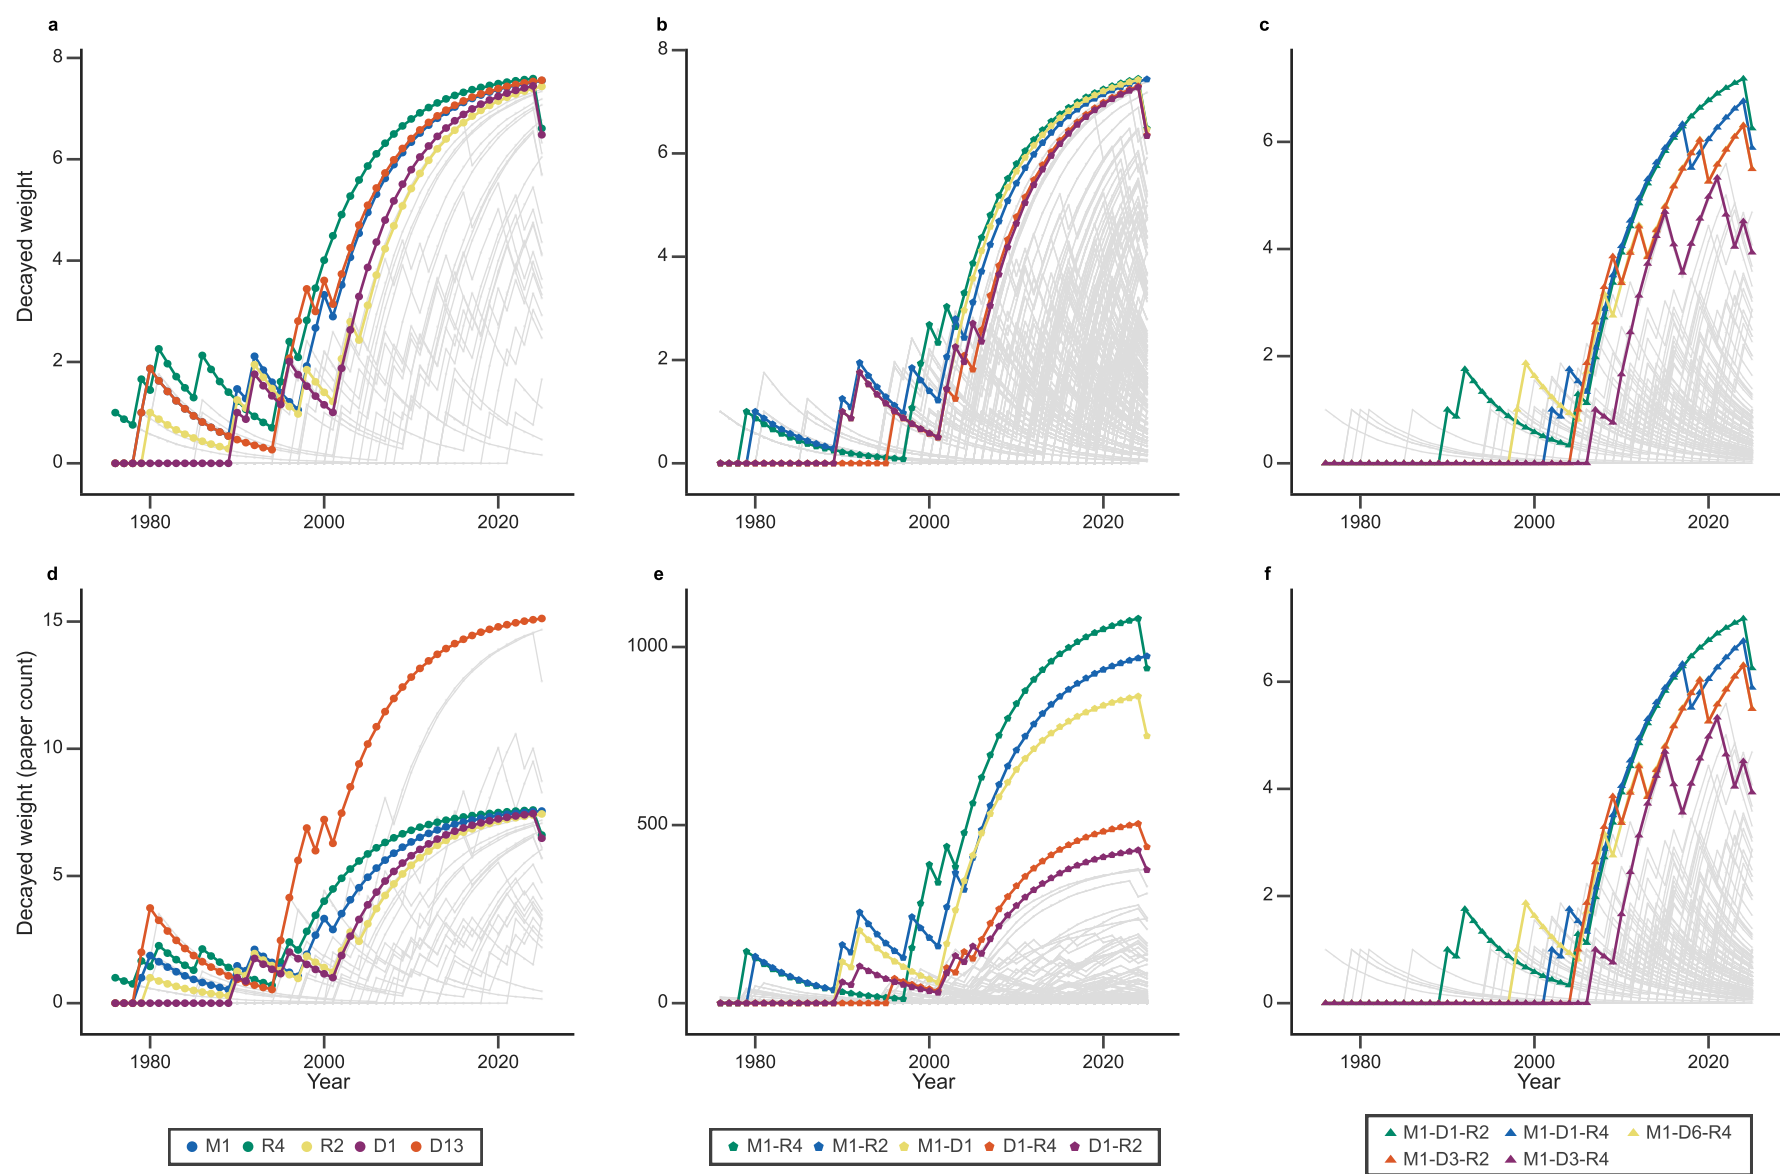 a
b
c
8
6
4
2
0
Decayed weight
1980
2000
2020
8
6
4
2
0
1980
2000
2020
6
4
2
0
1980
2000
2020
d
e
f
15
10
5
0
Decayed weight (paper count)
1980
2000
2020
Year
1000
500
0
1980
2000
2020
Year
6
4
2
0
1980
2000
2020
Year
M1 R4 R2 D1 D13
M1-R4 M1-R2 M1-D1 D1-R4 D1-R2
M1-D1-R2 M1-D1-R4 M1-D6-R4
M1-D3-R2 M1-D3-R4